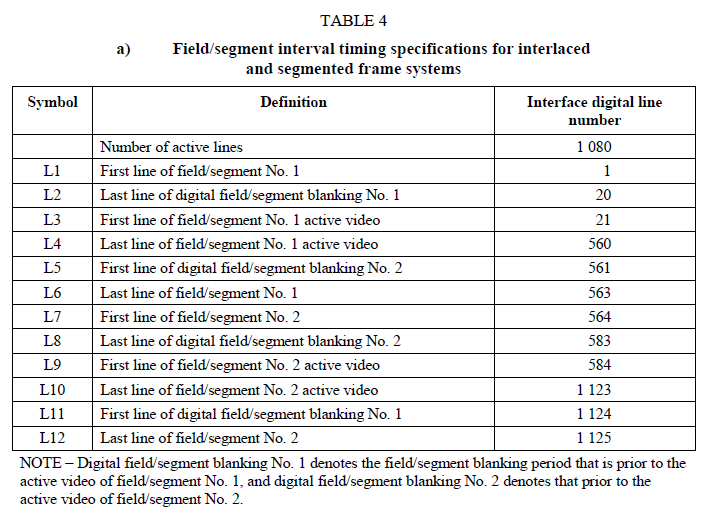 TABLE 4
a) Field/segment interval timing specifications for interlaced
and segmented frame systems
Symbol Definition Interface digital line
number
Number of active lines 1 080
L1 First line of field/segment No. 1 1
L2 Last line of digital field/segment blanking No. 1 20
L3 First line of field/segment No. 1 active video 21
L4 Last line of field/segment No. 1 active video 560
L5 First line of digital field/segment blanking No. 2 561
L6 Last line of field/segment No. 1 563
L7 First line of field/segment No. 2 564
L8 Last line of digital field/segment blanking No. 2 583
L9 First line of field/segment No. 2 active video 584
L10 Last line of field/segment No. 2 active video 1 123
L11 First line of digital field/segment blanking No. 1 1 124
L12 Last line of field/segment No. 2 1 125
NOTE – Digital field/segment blanking No. 1 denotes the field/segment blanking period that is prior to the
active video of field/segment No. 1, and digital field/segment blanking No. 2 denotes that prior to the
active video of field/segment No. 2.